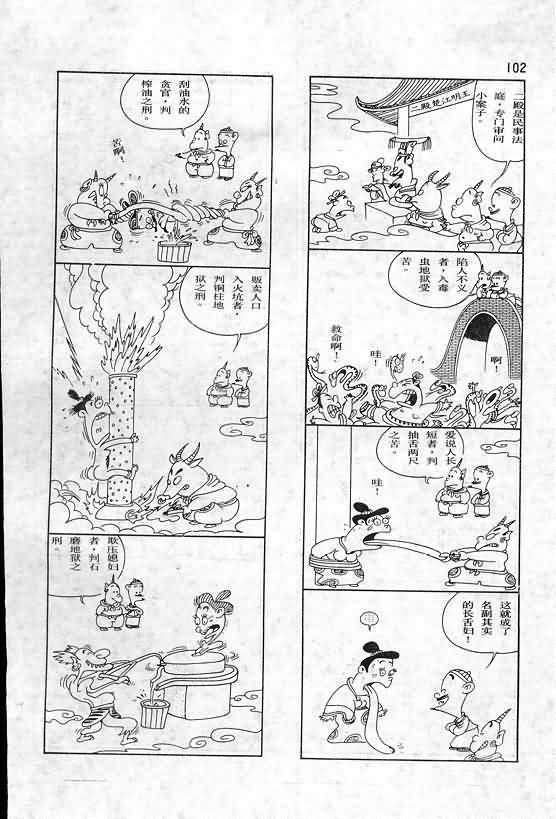 102
二殿是民事法
庭，专门审问
小案子。
二殿楚江明王
陷人不义
者，入毒
虫地狱受
苦。
救命啊！
哇！
啊！
爱说人长
短者，判
抽舌两尺
之苦。
哇！
这就成了
名副其实
的长舌妇！
刮油水的
贪官，判
榨油之刑。
苦啊！
贩卖人口
入火坑者，
判铜柱地
狱之刑。
欺压媳妇
者，判石
磨地狱之
刑。